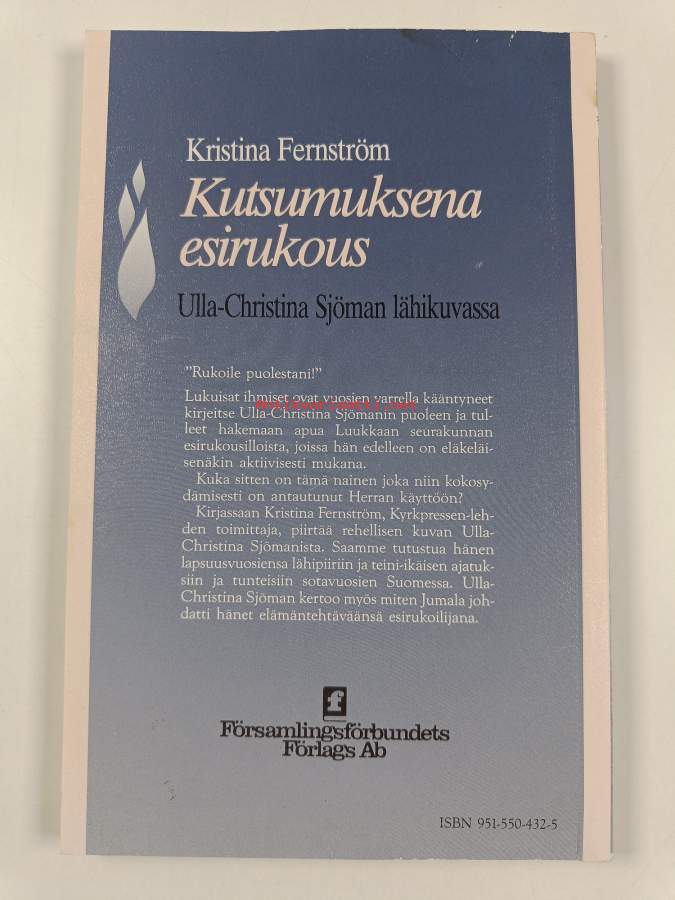 Kristina Fernström
Kutsumuksena
esirukous
Ulla-Christina Sjöman lähikuvassa
"Rukoile puolestani!"
Lukuisat ihmiset ovat vuosien varrella kääntyneet
kirjeitse Ulla-Christina Sjömanin puoleen ja tul-
leet hakemaan apua Luukkaan seurakunnan
esirukousilloista, joissa hän edelleen on eläkeläi-
senäkin aktiivisesti mukana.
Kuka sitten on tämä nainen joka niin kokosy-
dämisesti on antautunut Herran käyttöön?
Kirjassaan Kristina Fernström, Kyrkpressen-leh-
den toimittaja, piirtää rehellisen kuvan Ulla-
Christina Sjömanista. Saamme tutustua hänen
lapsuusvuosiensa lähipiiriin ja teini-ikäisen ajatuk-
siin ja tunteisiin sotavuosien Suomessa. Ulla-
Christina Sjöman kertoo myös miten Jumala joh-
datti hänet elämäntehtäväänsä esirukoilijana.
f
Församlingsförbundets
Förlags Ab
ISBN 951-550-432-5